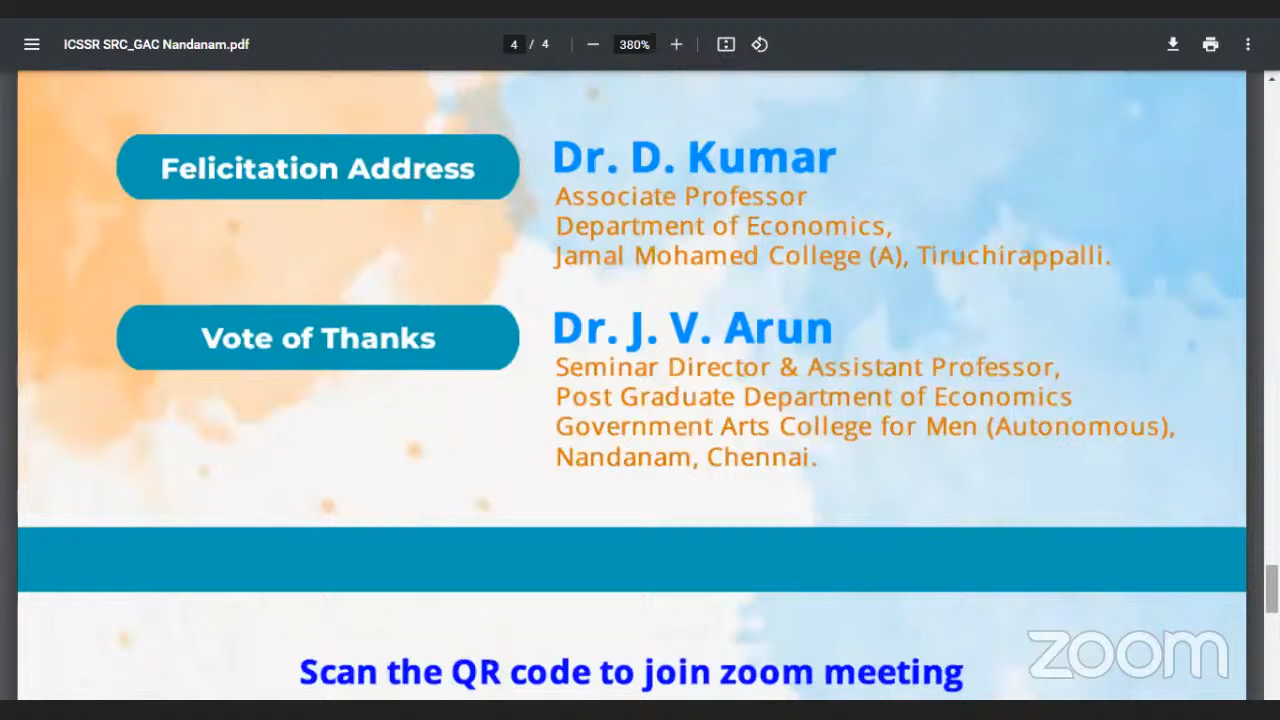 ICSSR SRC_GAC Nandanam.pdf
4 / 4
380%
Felicitation Address
Dr. D. Kumar
Associate Professor
Department of Economics,
Jamal Mohamed College (A), Tiruchirappalli.
Vote of Thanks
Dr. J. V. Arun
Seminar Director & Assistant Professor,
Post Graduate Department of Economics
Government Arts College for Men (Autonomous),
Nandanam, Chennai.
Scan the QR code to join zoom meeting
zoom